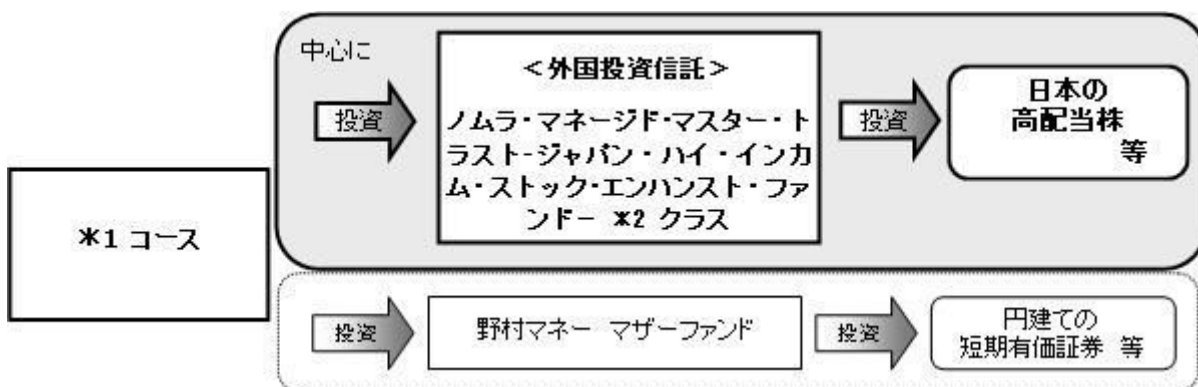 中心に
投資
＜外国投資信託＞
ノムラ・マネージド・マスター・ト
ラスト-ジャパン・ハイ・インカ
ム・ストック・エンハンスト・ファ
ンドー ＊2 クラス
投資
日本の
高配当株
等
＊1 コース
投資
野村マネー マザーファンド
投資
円建ての
短期有価証券 等